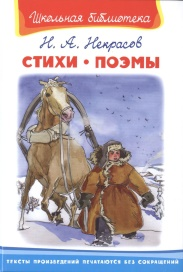 Школьная библиотека
Н. А. Некрасов
СТИХИ • ПОЭМЫ
ТЕКСТЫ ПРОИЗВЕДЕНИЙ ПЕЧАТАЮТСЯ БЕЗ СОКРАЩЕНИЙ